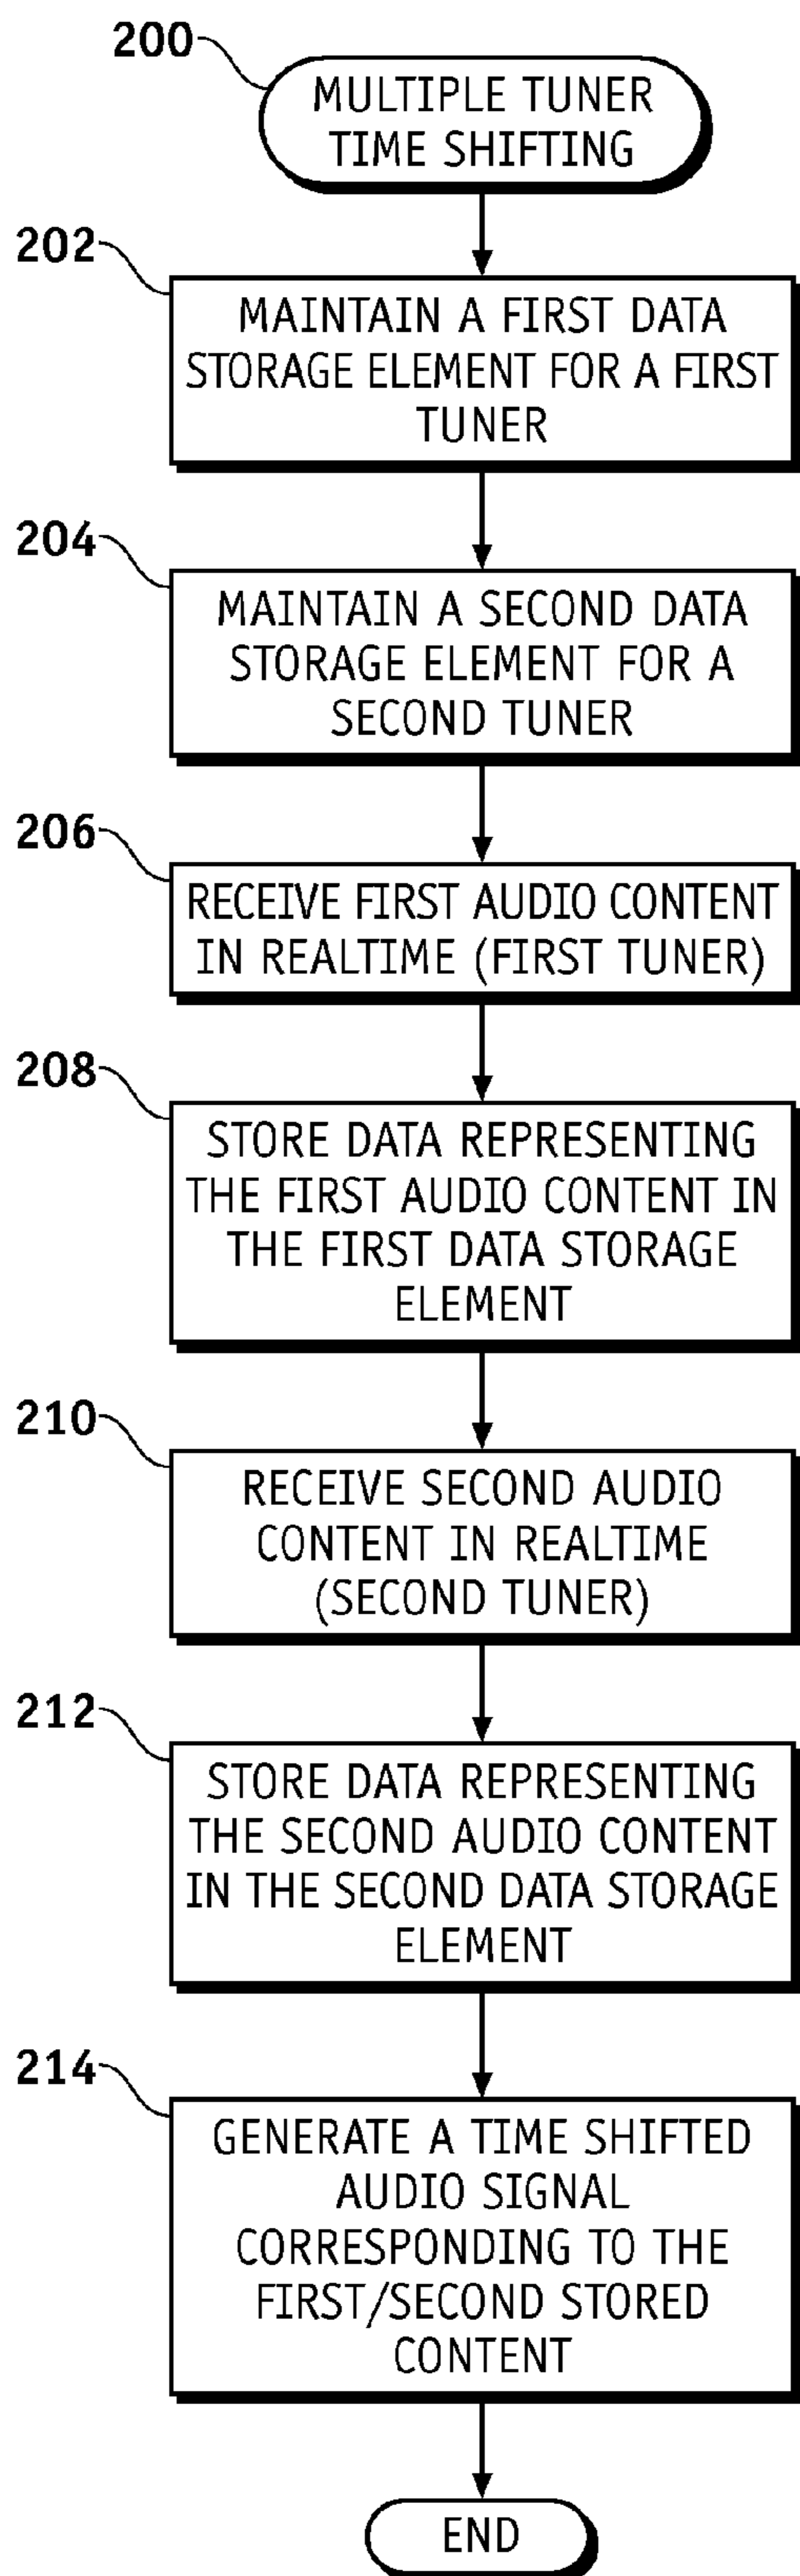 200
MULTIPLE TUNER
TIME SHIFTING
202
MAINTAIN A FIRST DATA
STORAGE ELEMENT FOR A FIRST
TUNER
204
MAINTAIN A SECOND DATA
STORAGE ELEMENT FOR A
SECOND TUNER
206
RECEIVE FIRST AUDIO CONTENT
IN REALTIME (FIRST TUNER)
208
STORE DATA REPRESENTING
THE FIRST AUDIO CONTENT IN
THE FIRST DATA STORAGE
ELEMENT
210
RECEIVE SECOND AUDIO
CONTENT IN REALTIME
(SECOND TUNER)
212
STORE DATA REPRESENTING
THE SECOND AUDIO CONTENT
IN THE SECOND DATA STORAGE
ELEMENT
214
GENERATE A TIME SHIFTED
AUDIO SIGNAL
CORRESPONDING TO THE
FIRST/SECOND STORED
CONTENT
END